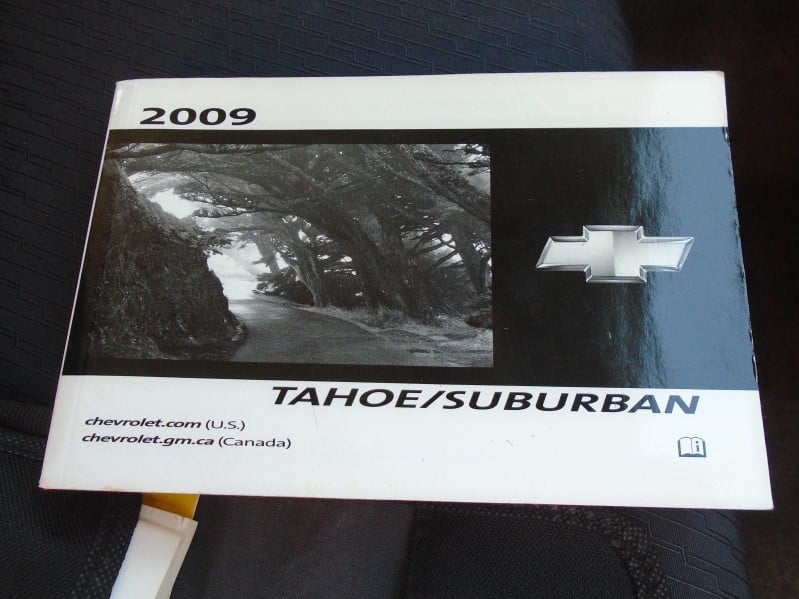 2009
TAHOE/SUBURBAN
chevrolet.com (U.S.)
chevrolet.gm.ca (Canada)
i